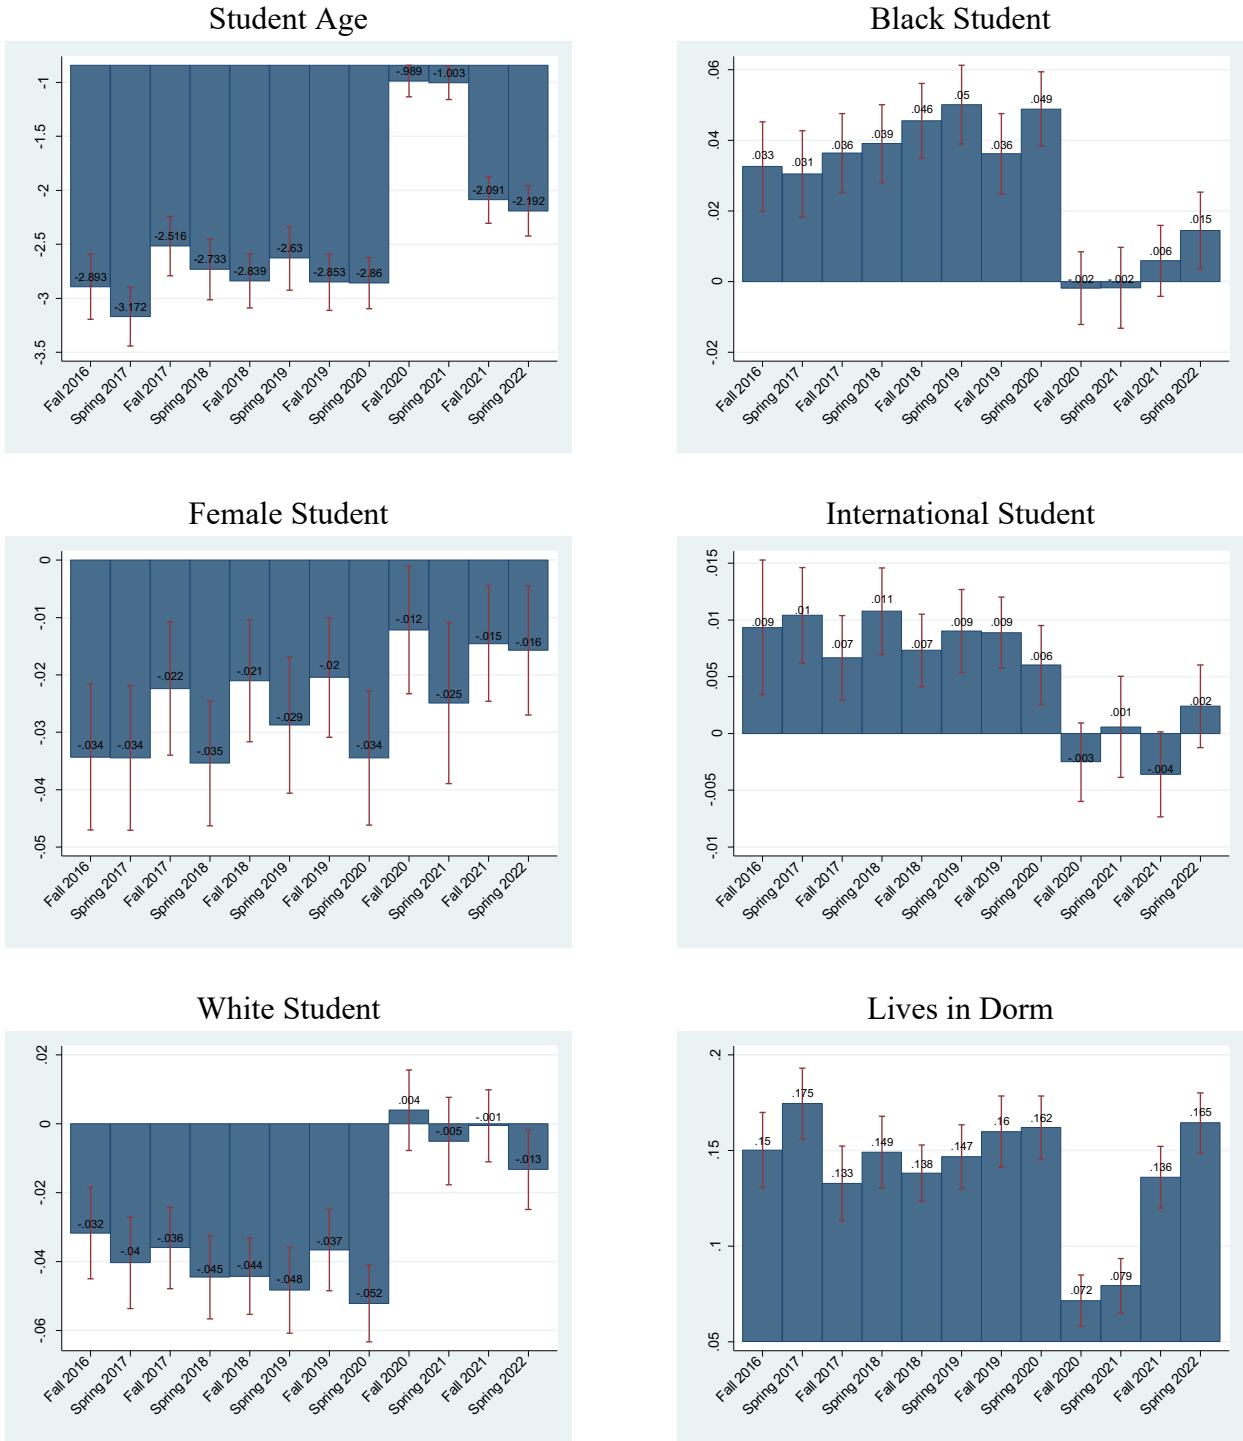 Student Age
-1
-1.5
-2
-2.5
-3
-3.5
-2.893
-3.172
-2.516
-2.733
-2.839
-2.63
-2.853
-2.86
-.989
-1.003
-2.091
-2.192
Fall 2016
Spring 2017
Fall 2017
Spring 2018
Fall 2018
Spring 2019
Fall 2019
Spring 2020
Fall 2020
Spring 2021
Fall 2021
Spring 2022
Black Student
.06
.04
.02
0
-.02
.033
.031
.036
.039
.046
.05
.036
.049
-.002
-.002
.006
.015
Fall 2016
Spring 2017
Fall 2017
Spring 2018
Fall 2018
Spring 2019
Fall 2019
Spring 2020
Fall 2020
Spring 2021
Fall 2021
Spring 2022
Female Student
0
-.01
-.02
-.03
-.04
-.05
-.034
-.034
-.022
-.035
-.021
-.029
-.02
-.034
-.012
-.025
-.015
-.016
Fall 2016
Spring 2017
Fall 2017
Spring 2018
Fall 2018
Spring 2019
Fall 2019
Spring 2020
Fall 2020
Spring 2021
Fall 2021
Spring 2022
International Student
.015
.01
.005
0
-.005
-.01
.009
.01
.007
.011
.007
.009
.009
.006
-.003
.001
-.004
.002
Fall 2016
Spring 2017
Fall 2017
Spring 2018
Fall 2018
Spring 2019
Fall 2019
Spring 2020
Fall 2020
Spring 2021
Fall 2021
Spring 2022
White Student
.02
0
-.02
-.04
-.06
-.032
-.04
-.036
-.045
-.044
-.048
-.037
-.052
.004
-.005
-.001
-.013
Fall 2016
Spring 2017
Fall 2017
Spring 2018
Fall 2018
Spring 2019
Fall 2019
Spring 2020
Fall 2020
Spring 2021
Fall 2021
Spring 2022
Lives in Dorm
.2
.15
.1
.05
.15
.175
.133
.149
.138
.147
.16
.162
.072
.079
.136
.165
Fall 2016
Spring 2017
Fall 2017
Spring 2018
Fall 2018
Spring 2019
Fall 2019
Spring 2020
Fall 2020
Spring 2021
Fall 2021
Spring 2022